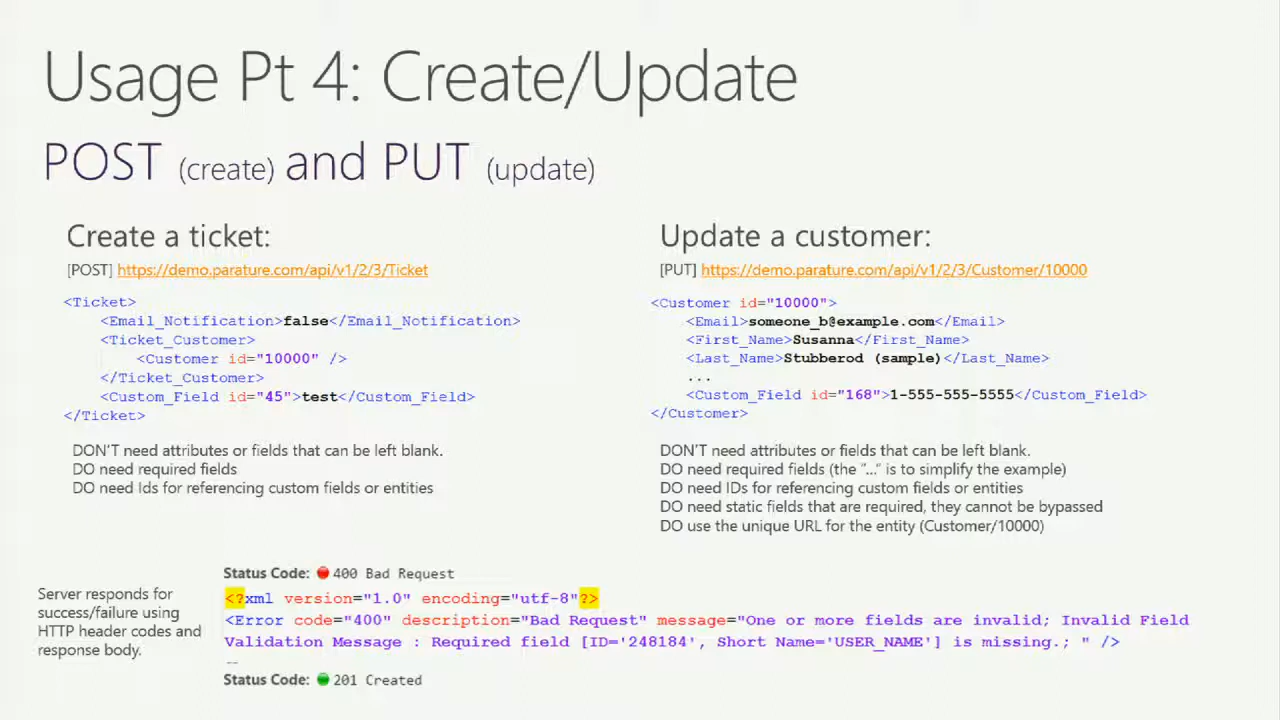 Usage Pt 4: Create/Update
POST (create) and PUT (update)
Create a ticket:
[POST] https://demo.parature.com/api/v1/2/3/Ticket
<Ticket>
<Email_Notification>false</Email_Notification>
<Ticket_Customer>
<Customer id="10000" />
</Ticket_Customer>
<Custom_Field id="45">test</Custom_Field>
</Ticket>
DON'T need attributes or fields that can be left blank.
DO need required fields
DO need Ids for referencing custom fields or entities
Update a customer:
[PUT] https://demo.parature.com/api/v1/2/3/Customer/10000
<Customer id="10000">
<Email>someone_b@example.com</Email>
<First_Name>Susanna</First_Name>
<Last_Name>Stubberod (sample)</Last_Name>
...
<Custom_Field id="168">1-555-555-5555</Custom_Field>
</Customer>
DON'T need attributes or fields that can be left blank.
DO need required fields (the "..." is to simplify the example)
DO need IDs for referencing custom fields or entities
DO need static fields that are required, they cannot be bypassed
DO use the unique URL for the entity (Customer/10000)
Server responds for
success/failure using
HTTP header codes and
response body.
Status Code: 400 Bad Request
<?xml version="1.0" encoding="utf-8"?>
<Error code="400" description="Bad Request" message="One or more fields are invalid; Invalid Field
Validation Message : Required field [ID='248184', Short Name='USER_NAME'] is missing.; " />
--
Status Code: 201 Created